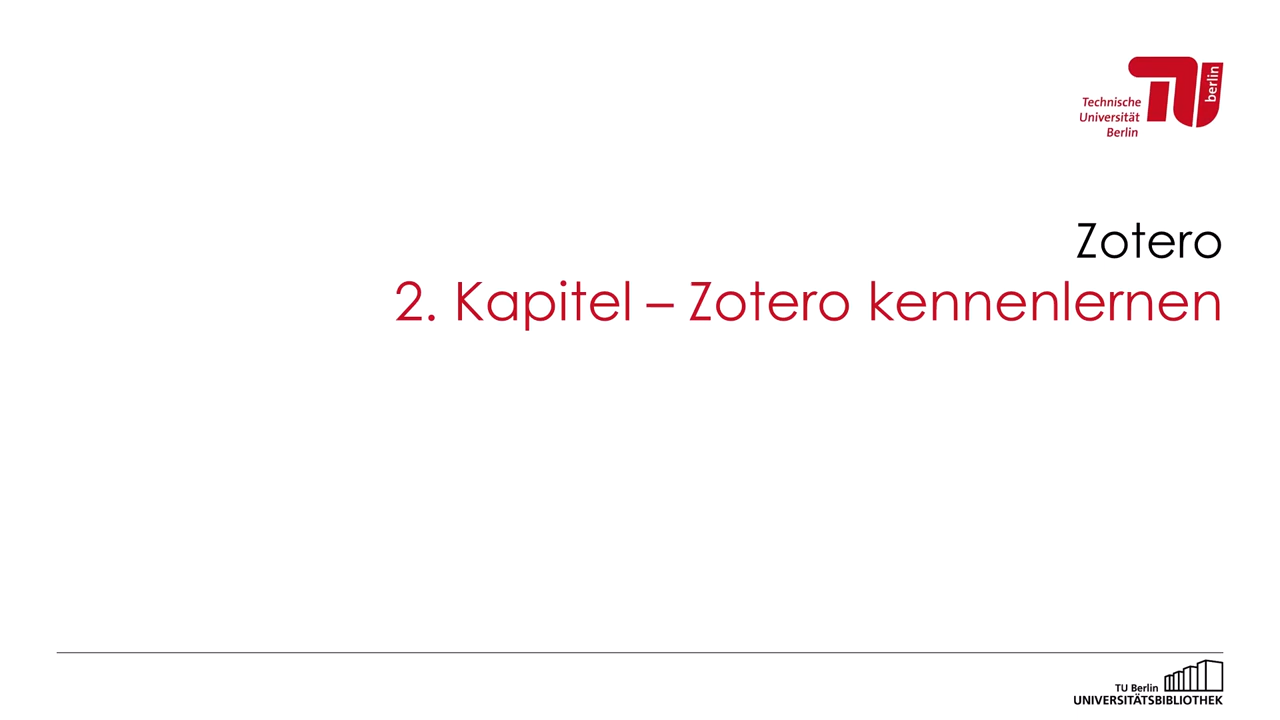 Technische
Universität
Berlin
berlin
Zotero
2. Kapitel – Zotero kennenlernen
TU Berlin
UNIVERSITÄTSBIBLIOTHEK